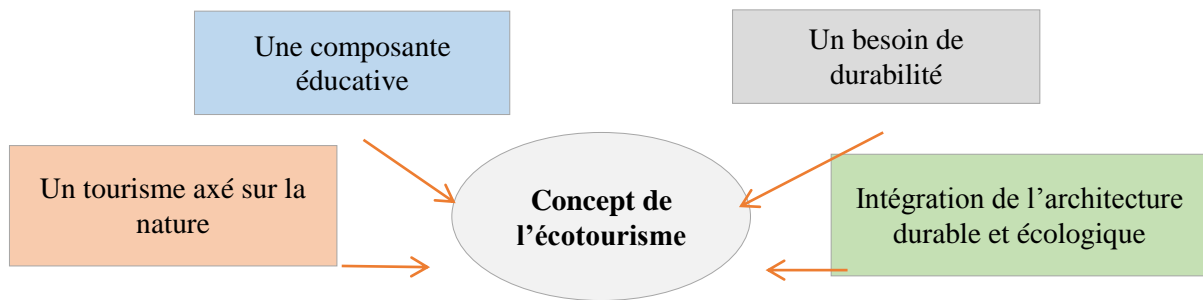 Une composante
éducative
Un besoin de
durabilité
Un tourisme axé sur la
nature
Concept de
l’écotourisme
Intégration de l’architecture
durable et écologique